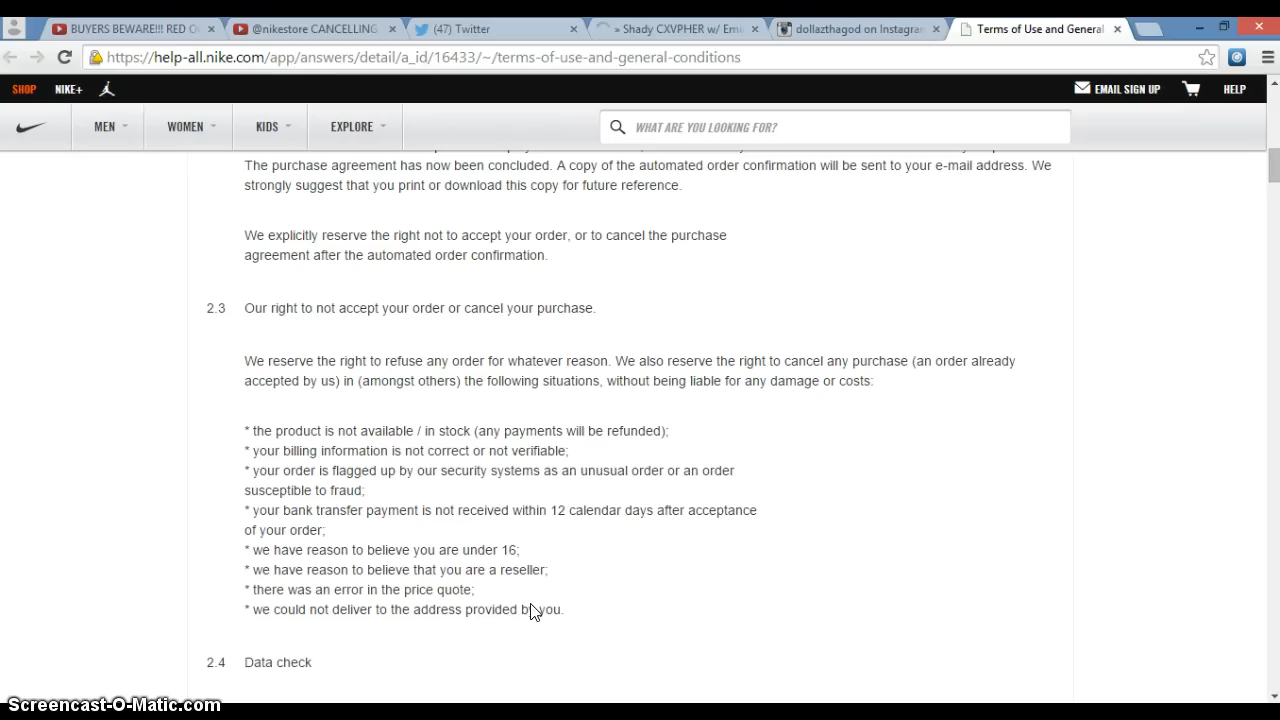 BUYERS BEWARE!!! RED O
@nikestore CANCELLING
(47) Twitter
» Shady CXVPHER w/ Emi
dollazthagod on Instagram
Terms of Use and General
https://help-all.nike.com/app/answers/detail/a_id/16433/~/terms-of-use-and-general-conditions
SHOP NIKE+
EMAIL SIGN UP HELP
MEN WOMEN KIDS EXPLORE
WHAT ARE YOU LOOKING FOR?
The purchase agreement has now been concluded. A copy of the automated order confirmation will be sent to your e-mail address. We
strongly suggest that you print or download this copy for future reference.
We explicitly reserve the right not to accept your order, or to cancel the purchase
agreement after the automated order confirmation.
2.3 Our right to not accept your order or cancel your purchase.
We reserve the right to refuse any order for whatever reason. We also reserve the right to cancel any purchase (an order already
accepted by us) in (amongst others) the following situations, without being liable for any damage or costs:
* the product is not available / in stock (any payments will be refunded);
* your billing information is not correct or not verifiable;
* your order is flagged up by our security systems as an unusual order or an order
susceptible to fraud;
* your bank transfer payment is not received within 12 calendar days after acceptance
of your order;
* we have reason to believe you are under 16;
* we have reason to believe that you are a reseller;
* there was an error in the price quote;
* we could not deliver to the address provided by you.
2.4 Data check
Screencast-O-Matic.com